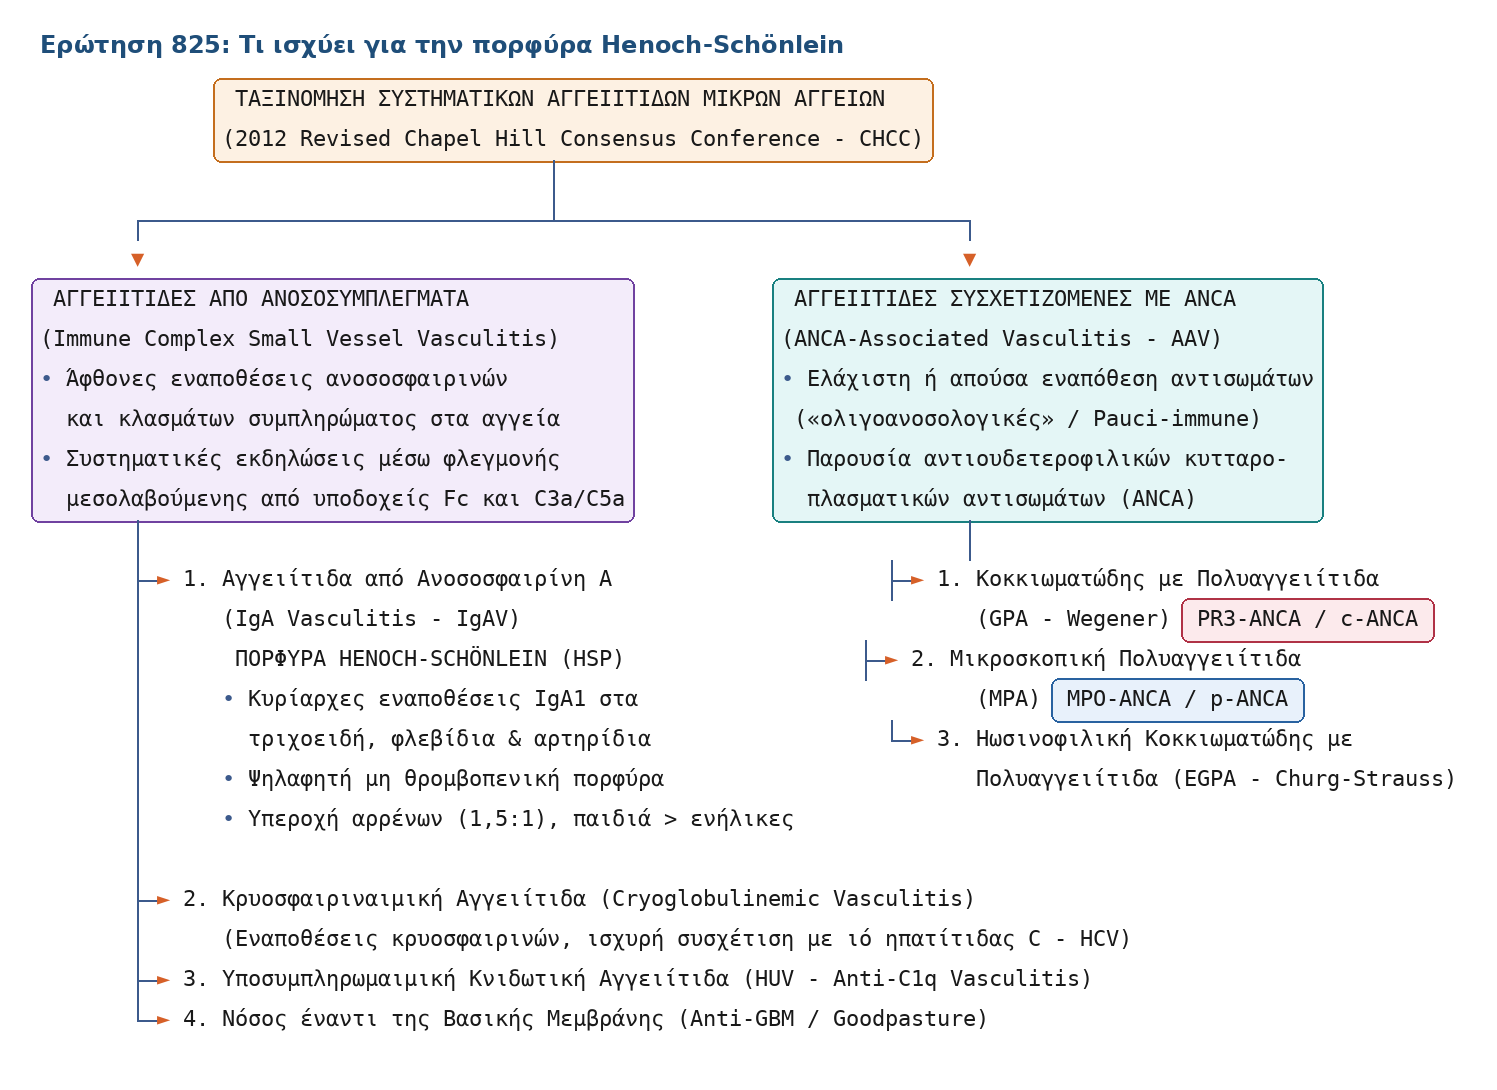 Ερώτηση 825: Τι ισχύει για την πορφύρα Henoch-Schönlein
ΤΑΞΙΝΟΜΗΣΗ ΣΥΣΤΗΜΑΤΙΚΩΝ ΑΓΓΕΙΙΤΙΔΩΝ ΜΙΚΡΩΝ ΑΓΓΕΙΩΝ
(2012 Revised Chapel Hill Consensus Conference - CHCC)
ΑΓΓΕΙΙΤΙΔΕΣ ΑΠΟ ΑΝΟΣΟΣΥΜΠΛΕΓΜΑΤΑ
(Immune Complex Small Vessel Vasculitis)
• Άφθονες εναποθέσεις ανοσοσφαιρινών
και κλασμάτων συμπληρώματος στα αγγεία
• Συστηματικές εκδηλώσεις μέσω φλεγμονής
μεσολαβούμενης από υποδοχείς Fc και C3a/C5a
ΑΓΓΕΙΙΤΙΔΕΣ ΣΥΣΧΕΤΙΖΟΜΕΝΕΣ ΜΕ ANCA
(ANCA-Associated Vasculitis - AAV)
• Ελάχιστη ή απούσα εναπόθεση αντισωμάτων
(«ολιγοανοσολογικές» / Pauci-immune)
• Παρουσία αντιουδετεροφιλικών κυτταρο-
πλασματικών αντισωμάτων (ANCA)
1. Αγγειίτιδα από Ανοσοσφαιρίνη Α
(IgA Vasculitis - IgAV)
ΠΟΡΦΥΡΑ HENOCH-SCHÖNLEIN (HSP)
• Κυρίαρχες εναποθέσεις IgA1 στα
τριχοειδή, φλεβίδια & αρτηρίδια
• Ψηλαφητή μη θρομβοπενική πορφύρα
• Υπεροχή αρρένων (1,5:1), παιδιά > ενήλικες
2. Κρυοσφαιριναιμική Αγγειίτιδα (Cryoglobulinemic Vasculitis)
(Εναποθέσεις κρυοσφαιρινών, ισχυρή συσχέτιση με ιό ηπατίτιδας C - HCV)
3. Υποσυμπληρωμαιμική Κνιδωτική Αγγειίτιδα (HUV - Anti-C1q Vasculitis)
4. Νόσος έναντι της Βασικής Μεμβράνης (Anti-GBM / Goodpasture)
1. Κοκκιωματώδης με Πολυαγγειίτιδα
(GPA - Wegener) PR3-ANCA / c-ANCA
2. Μικροσκοπική Πολυαγγειίτιδα
(MPA) MPO-ANCA / p-ANCA
3. Ηωσινοφιλική Κοκκιωματώδης με
Πολυαγγειίτιδα (EGPA - Churg-Strauss)